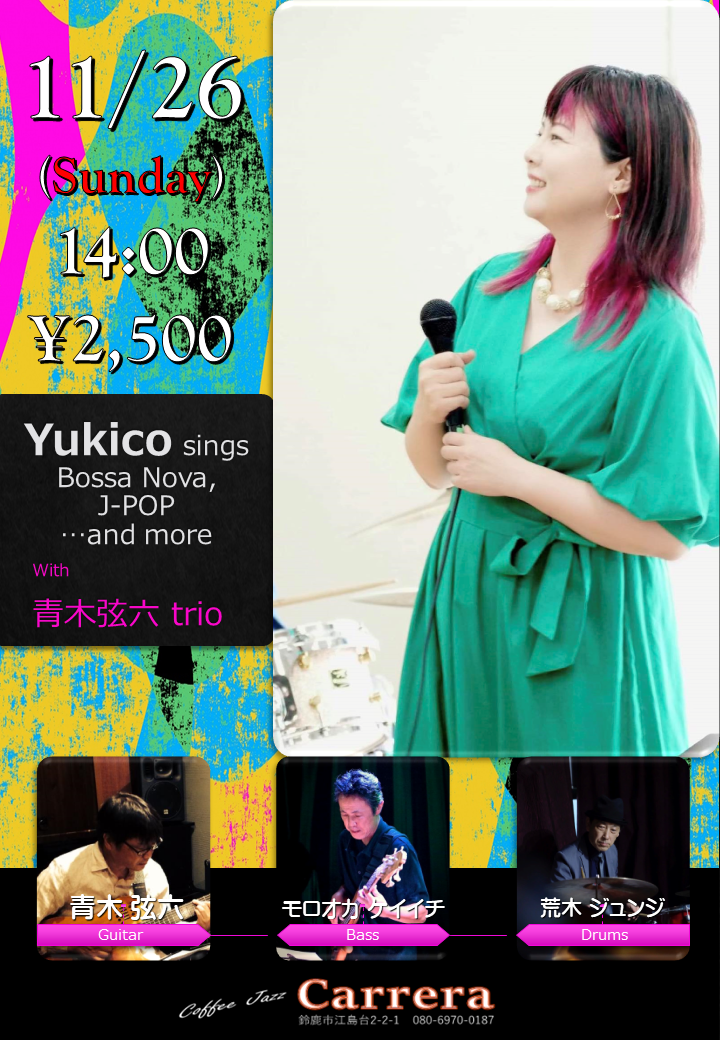 11/26
(Sunday)
14:00
¥2,500
Yukico sings
Bossa Nova,
J-POP
…and more
With
青木弦六 trio
青木 弦六
Guitar
モロオカ ケイイチ
Bass
荒木 ジュンジ
Drums
Coffee Jazz Carrera
鈴鹿市江島台2-2-1 080-6970-0187